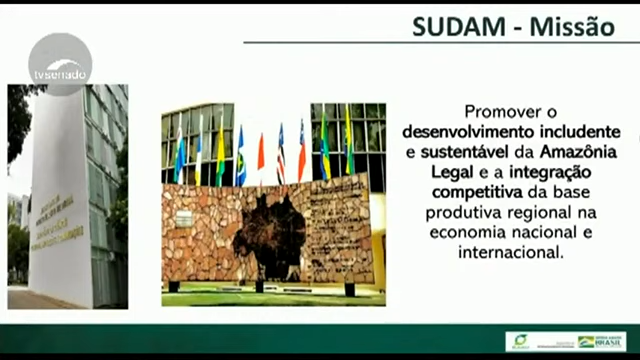 SUDAM - Missão
tvsenado
Promover o
desenvolvimento includente
e sustentável da Amazônia
Legal e a integração
competitiva da base
produtiva regional na
economia nacional e
internacional.
BRASIL